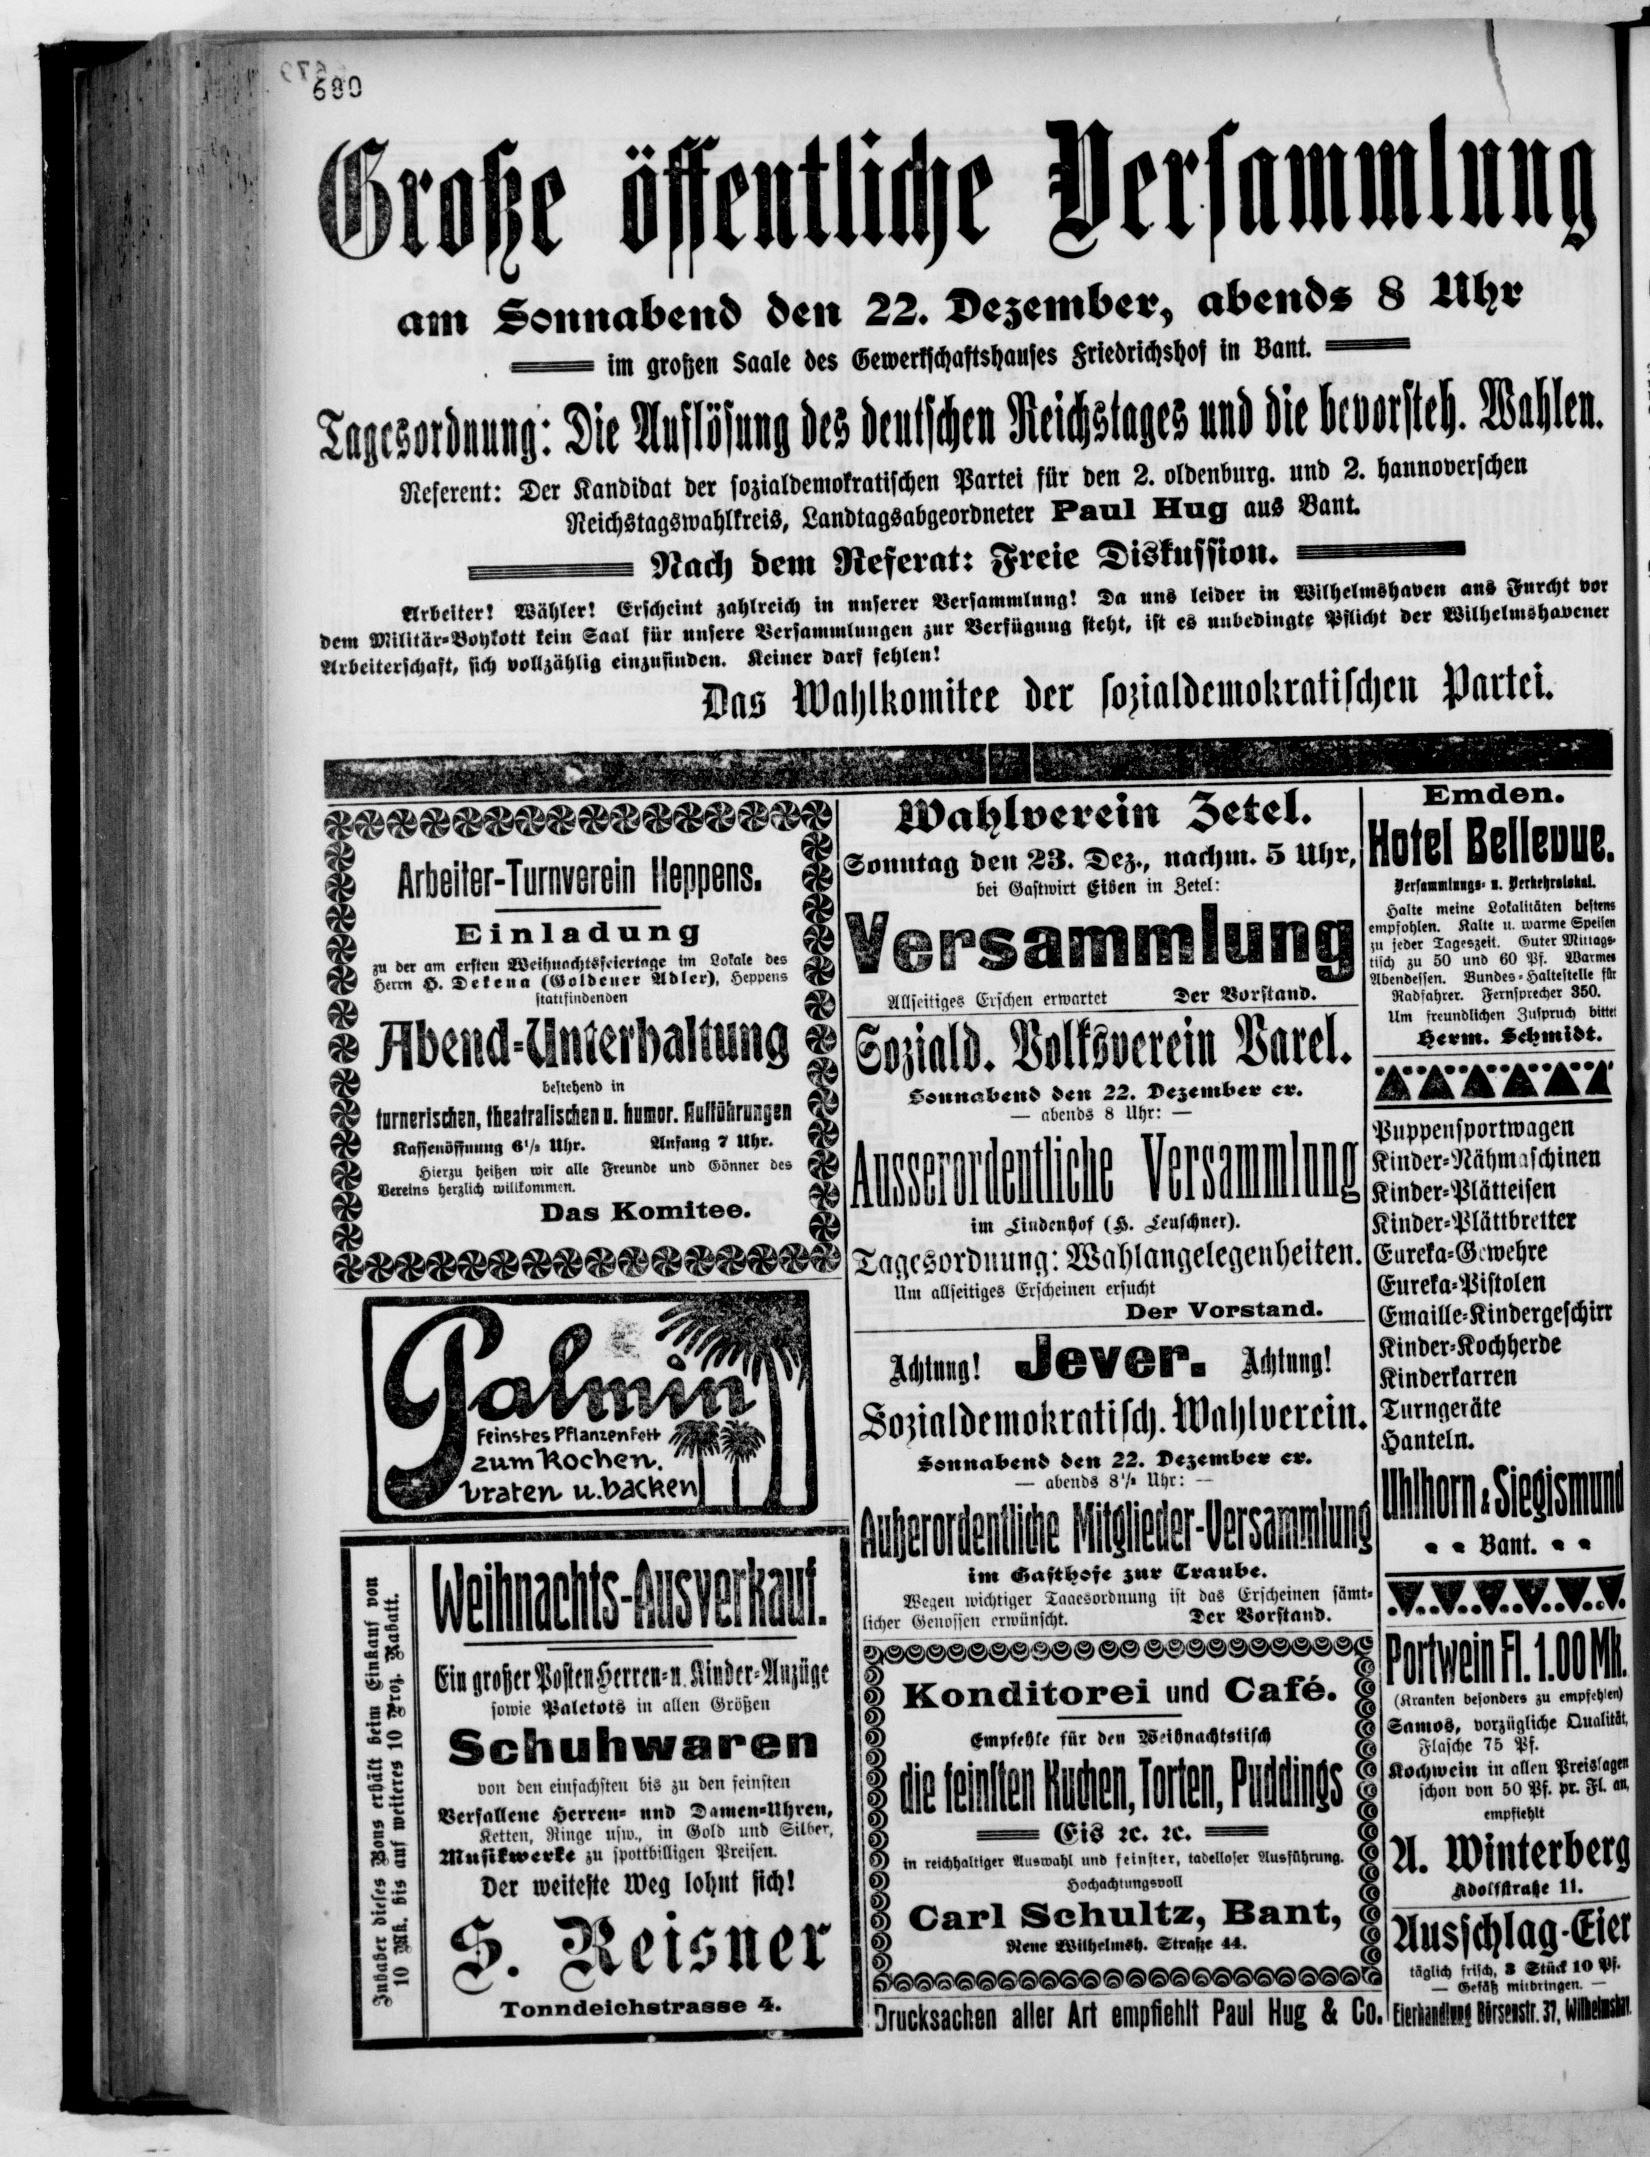 680
Große öffentliche Versammlung
am Sonnabend den 22. Dezember, abends 8 Uhr
im großen Saale des Gewerkschaftshauses Friedrichshof in Bant.
Tagesordnung: Die Auflösung des deutschen Reichstages und die bevorsteh. Wahlen.
Referent: Der Kandidat der sozialdemokratischen Partei für den 2. oldenburg. und 2. hannoverschen
Reichstagswahlkreis, Landtagsabgeordneter Paul Hug aus Bant.
Nach dem Referat: Freie Diskussion.
Arbeiter! Wähler! Erscheint zahlreich in unserer Versammlung! Da uns leider in Wilhelmshaven aus Furcht vor
dem Militär-Boykott kein Saal für unsere Versammlungen zur Verfügung steht, ist es unbedingte Pflicht der Wilhelmshavener
Arbeiterschaft, sich vollzählig einzufinden. Keiner darf fehlen!
Das Wahlkomitee der sozialdemokratischen Partei.
Arbeiter-Turnverein Heppens.
Einladung
zu der am ersten Weihnachtsfeiertage im Lokale des
Herrn H. Dekena (Goldener Adler), Heppens
stattfindenden
Abend-Unterhaltung
bestehend in
turnerischen, theatralischen u. humor. Aufführungen
Kassenöffnung 6½ Uhr. Anfang 7 Uhr.
Hierzu heißen wir alle Freunde und Gönner des
Vereins herzlich willkommen.
Das Komitee.
Palmin
feinstes Pflanzenfett
zum Kochen,
braten u. backen
Inhaber dieses Bons erhält beim Einkauf von
10 Mk. bis auf weiteres 10 Proz. Rabatt.
Weihnachts-Ausverkauf.
Ein großer Posten Herren- u. Kinder-Anzüge
sowie Paletots in allen Größen
Schuhwaren
von den einfachsten bis zu den feinsten
Verfallene Herren- und Damen-Uhren,
Ketten, Ringe usw., in Gold und Silber,
Musikwerke zu spottbilligen Preisen.
Der weiteste Weg lohnt sich!
S. Reisner
Tonndeichstrasse 4.
Wahlverein Zetel.
Sonntag den 23. Dez., nachm. 5 Uhr,
bei Gastwirt Eiben in Zetel:
Versammlung
Allseitiges Erschen erwartet Der Vorstand.
Soziald. Volksverein Varel.
Sonnabend den 22. Dezember cr.
— abends 8 Uhr: —
Ausserordentliche Versammlung
im Lindenhof (H. Leuschner).
Tagesordnung: Wahlangelegenheiten.
Um allseitiges Erscheinen ersucht
Der Vorstand.
Achtung! Jever. Achtung!
Sozialdemokratisch. Wahlverein.
Sonnabend den 22. Dezember cr.
— abends 8½ Uhr: —
Außerordentliche Mitglieder-Versammlung
im Gasthofe zur Traube.
Wegen wichtiger Tagesordnung ist das Erscheinen sämt-
licher Genossen erwünscht. Der Vorstand.
Konditorei und Café.
Empfehle für den Weihnachtstisch
die feinsten Kuchen, Torten, Puddings
Eis ꝛc. ꝛc.
in reichhaltiger Auswahl und feinster, tadelloser Ausführung.
Hochachtungsvoll
Carl Schultz, Bant,
Neue Wilhelmsh. Straße 44.
Drucksachen aller Art empfiehlt Paul Hug & Co.
Emden.
Hotel Bellevue.
Versammlungs- u. Verkehrslokal.
Halte meine Lokalitäten bestens
empfohlen. Kalte u. warme Speisen
zu jeder Tageszeit. Guter Mittags-
tisch zu 50 und 60 Pf. Warmes
Abendessen. Bundes-Haltestelle für
Radfahrer. Fernsprecher 350.
Um freundlichen Zuspruch bittet
Herm. Schmidt.
Puppensportwagen
Kinder-Nähmaschinen
Kinder-Plätteisen
Kinder-Plättbretter
Eureka-Gewehre
Eureka-Pistolen
Emaille-Kindergeschirr
Kinder-Kochherde
Kinderkarren
Turngeräte
Hanteln.
Uhlhorn & Siegismund
Bant.
Portwein Fl. 1.00 Mk.
(Kranken besonders zu empfehlen)
Samos, vorzügliche Qualität,
Flasche 75 Pf.
Kochwein in allen Preislagen
schon von 50 Pf. pr. Fl. an,
empfiehlt
A. Winterberg
Adolfstraße 11.
Ausschlag-Eier
täglich frisch, 3 Stück 10 Pf.
— Gefäß mitbringen. —
Eierhandlung Börsenstr. 37, Wilhelmshav.